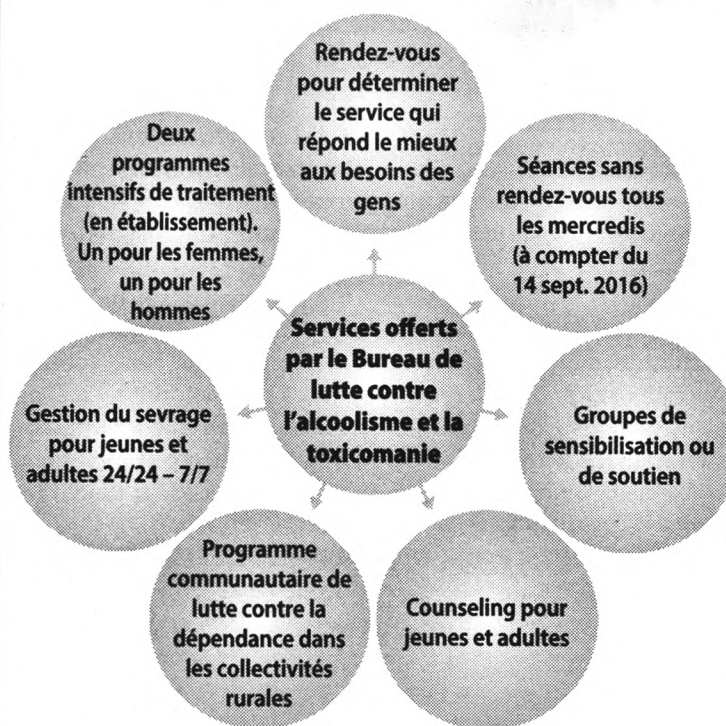 Rendez-vous
pour déterminer
le service qui
répond le mieux
aux besoins des
gens
Séances sans
rendez-vous tous
les mercredis
(à compter du
14 sept. 2016)
Groupes de
sensibilisation ou
de soutien
Counseling pour
jeunes et adultes
Programme
communautaire de
lutte contre la
dépendance dans
les collectivités
rurales
Gestion du sevrage
pour jeunes et
adultes 24/24 – 7/7
Deux
programmes
intensifs de traitement
(en établissement).
Un pour les femmes,
un pour les
hommes
Services offerts
par le Bureau de
lutte contre
l’alcoolisme et la
toxicomanie